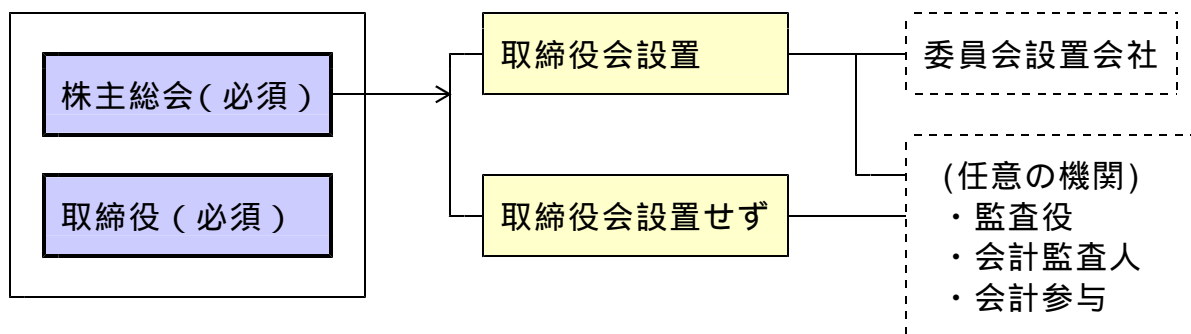 株主総会(必須)
取締役(必須)
取締役会設置
取締役会設置せず
委員会設置会社
(任意の機関)
・監査役
・会計監査人
・会計参与